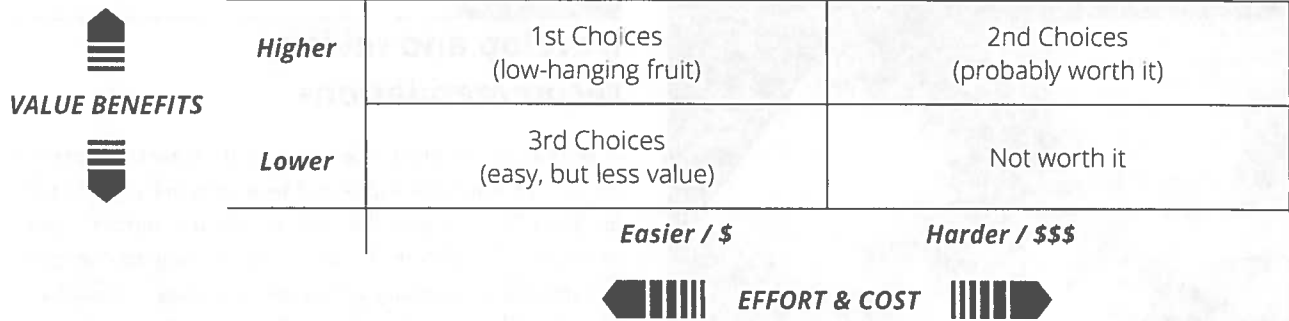 Higher
1st Choices
(low-hanging fruit)
2nd Choices
(probably worth it)
VALUE BENEFITS
Lower
3rd Choices
(easy, but less value)
Not worth it
Easier / $
Harder / $$$
EFFORT & COST